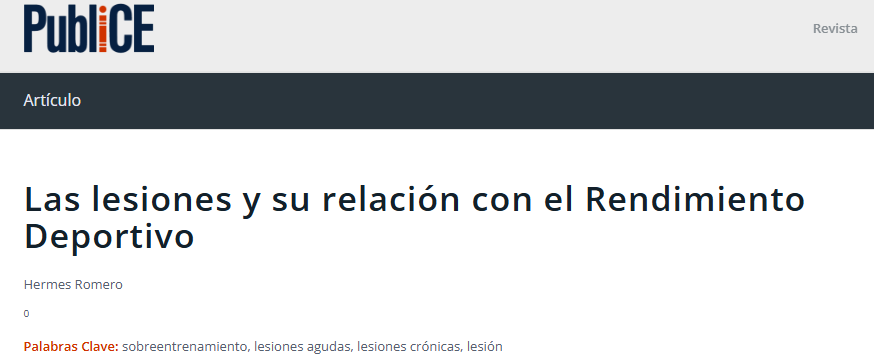 PubliCE
Revista
Artículo
Las lesiones y su relación con el Rendimiento
Deportivo
Hermes Romero
0
Palabras Clave: sobreentrenamiento, lesiones agudas, lesiones crónicas, lesión